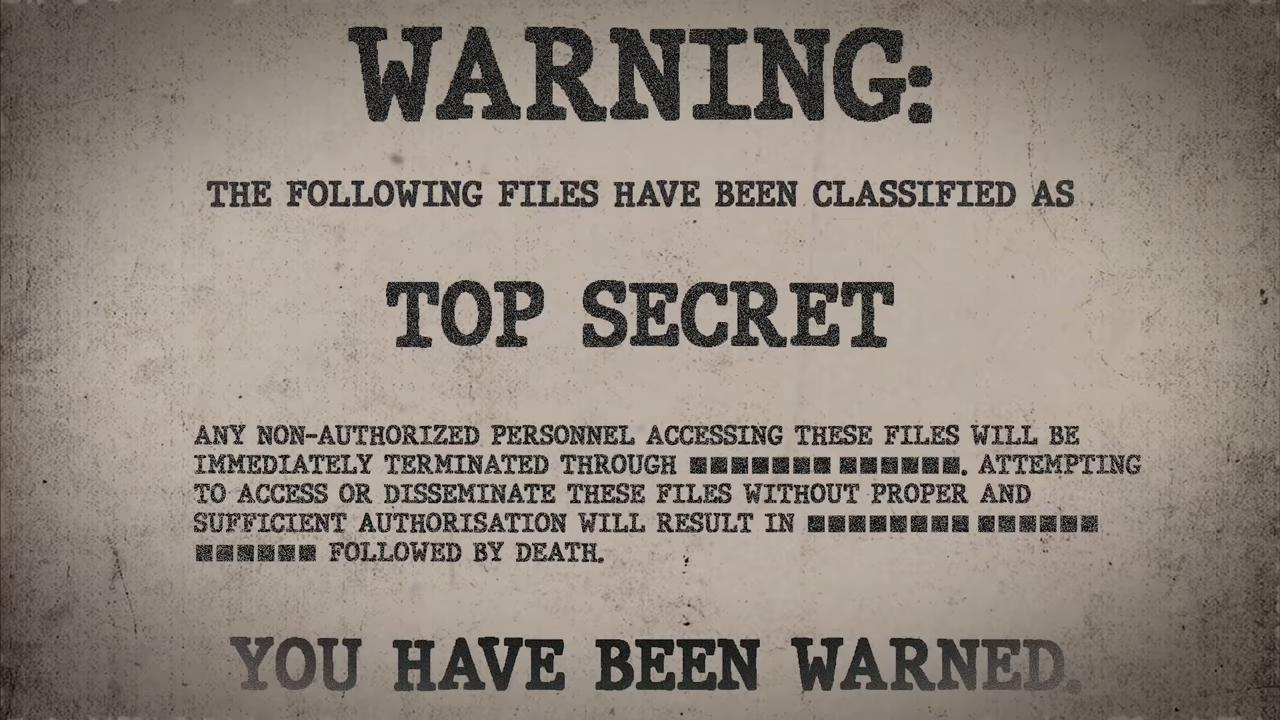 WARNING:
THE FOLLOWING FILES HAVE BEEN CLASSIFIED AS
TOP SECRET
ANY NON-AUTHORIZED PERSONNEL ACCESSING THESE FILES WILL BE
IMMEDIATELY TERMINATED THROUGH ■■■■■■■ ■■■■■■. ATTEMPTING
TO ACCESS OR DISSEMINATE THESE FILES WITHOUT PROPER AND
SUFFICIENT AUTHORISATION WILL RESULT IN ■■■■■■■■ ■■■■■■
■■■■■■ FOLLOWED BY DEATH.
YOU HAVE BEEN WARNED.